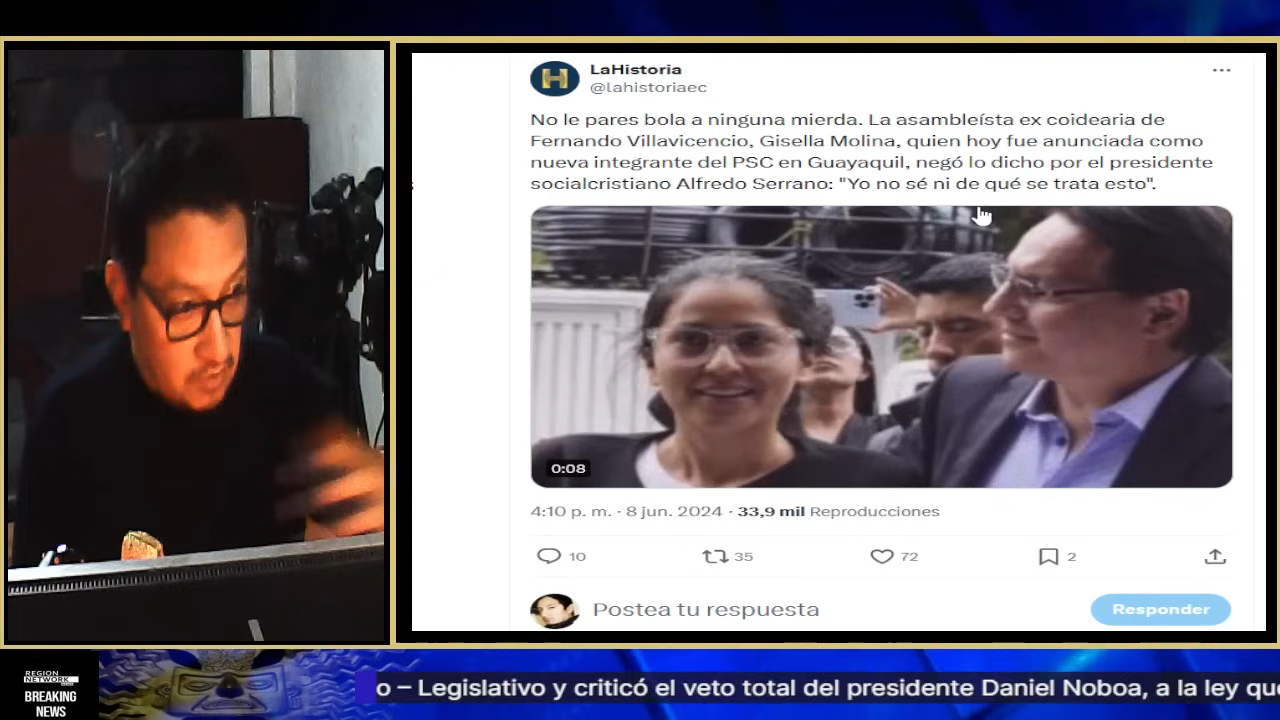 LaHistoria
@lahistoriaec
No le pares bola a ninguna mierda. La asambleísta ex coidearia de
Fernando Villavicencio, Gisella Molina, quien hoy fue anunciada como
nueva integrante del PSC en Guayaquil, negó lo dicho por el presidente
socialcristiano Alfredo Serrano: "Yo no sé ni de qué se trata esto".
0:08
4:10 p. m. · 8 jun. 2024 · 33,9 mil Reproducciones
10 35 72 2
Postea tu respuesta
Responder
REGION
NETWORK
BREAKING
NEWS
o – Legislativo y criticó el veto total del presidente Daniel Noboa, a la ley que